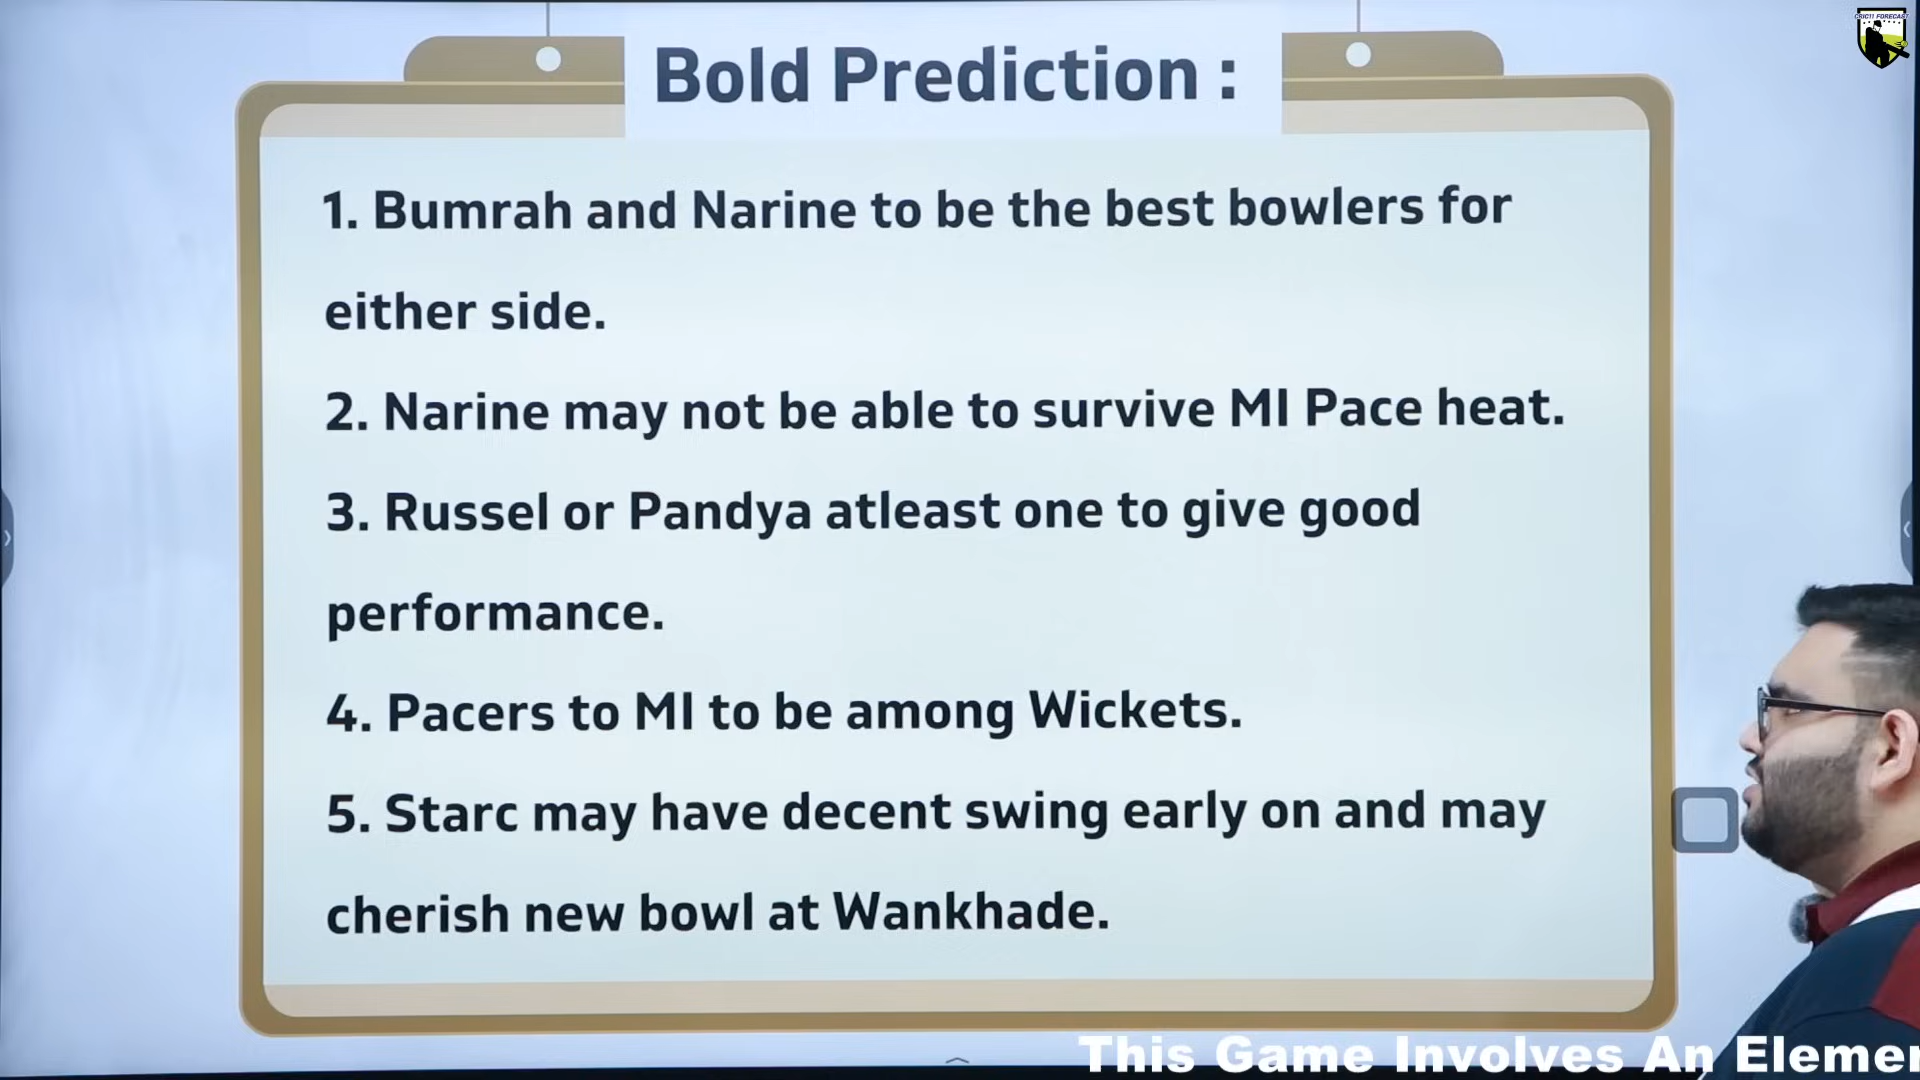 CRIC11 FORECAST
Bold Prediction :
1. Bumrah and Narine to be the best bowlers for
either side.
2. Narine may not be able to survive MI Pace heat.
3. Russel or Pandya atleast one to give good
performance.
4. Pacers to MI to be among Wickets.
5. Starc may have decent swing early on and may
cherish new bowl at Wankhade.
This Game Involves An Elemen